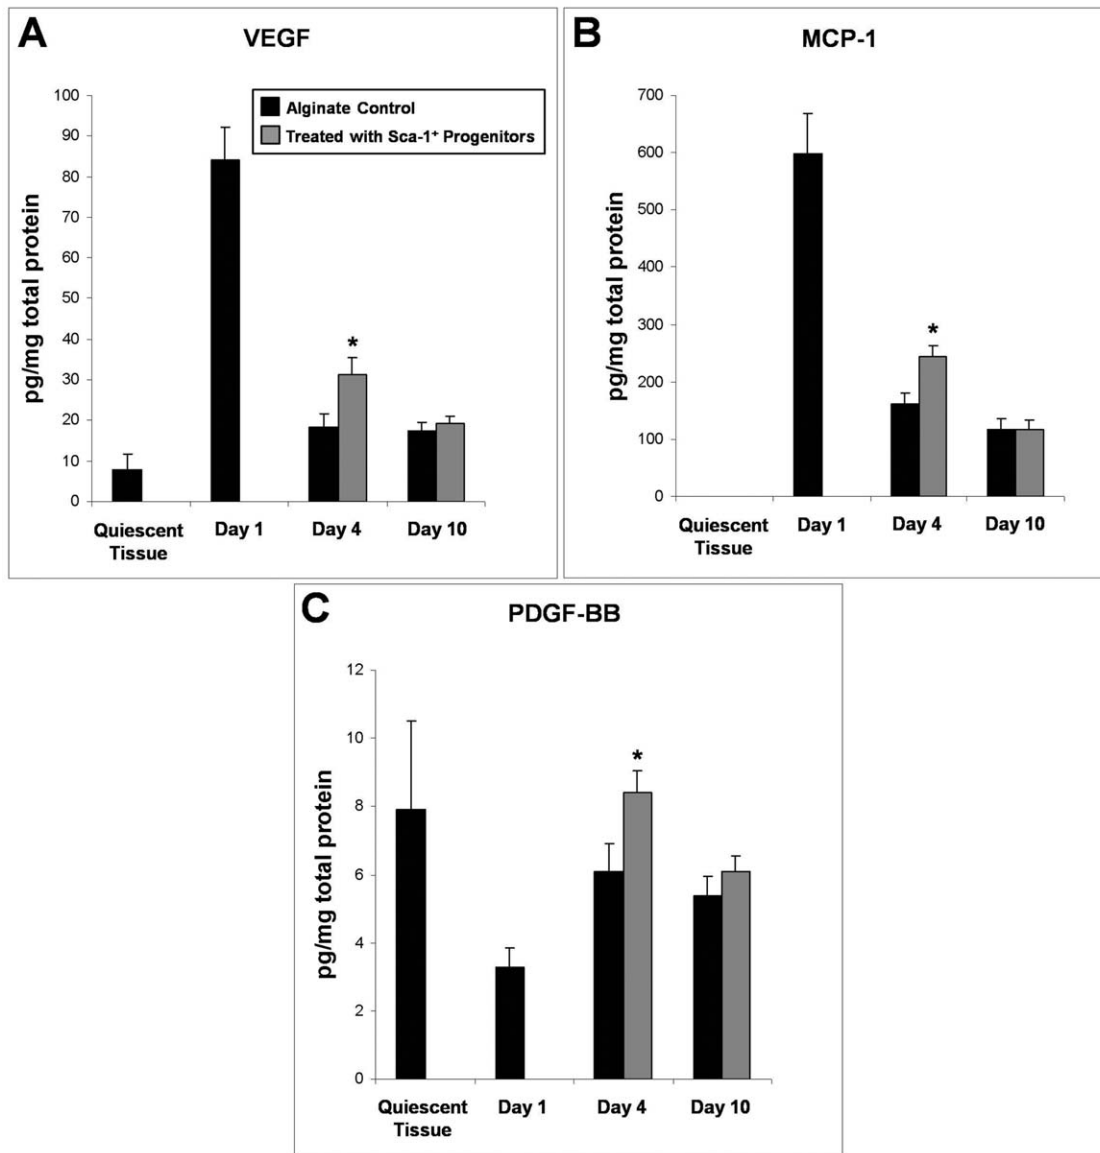 A
VEGF
pg/mg total protein
100
90
80
70
60
50
40
30
20
10
0
Alginate Control
Treated with Sca-1⁺ Progenitors
*
Quiescent Tissue
Day 1
Day 4
Day 10
B
MCP-1
pg/mg total protein
700
600
500
400
300
200
100
0
*
Quiescent Tissue
Day 1
Day 4
Day 10
C
PDGF-BB
pg/mg total protein
12
10
8
6
4
2
0
*
Quiescent Tissue
Day 1
Day 4
Day 10